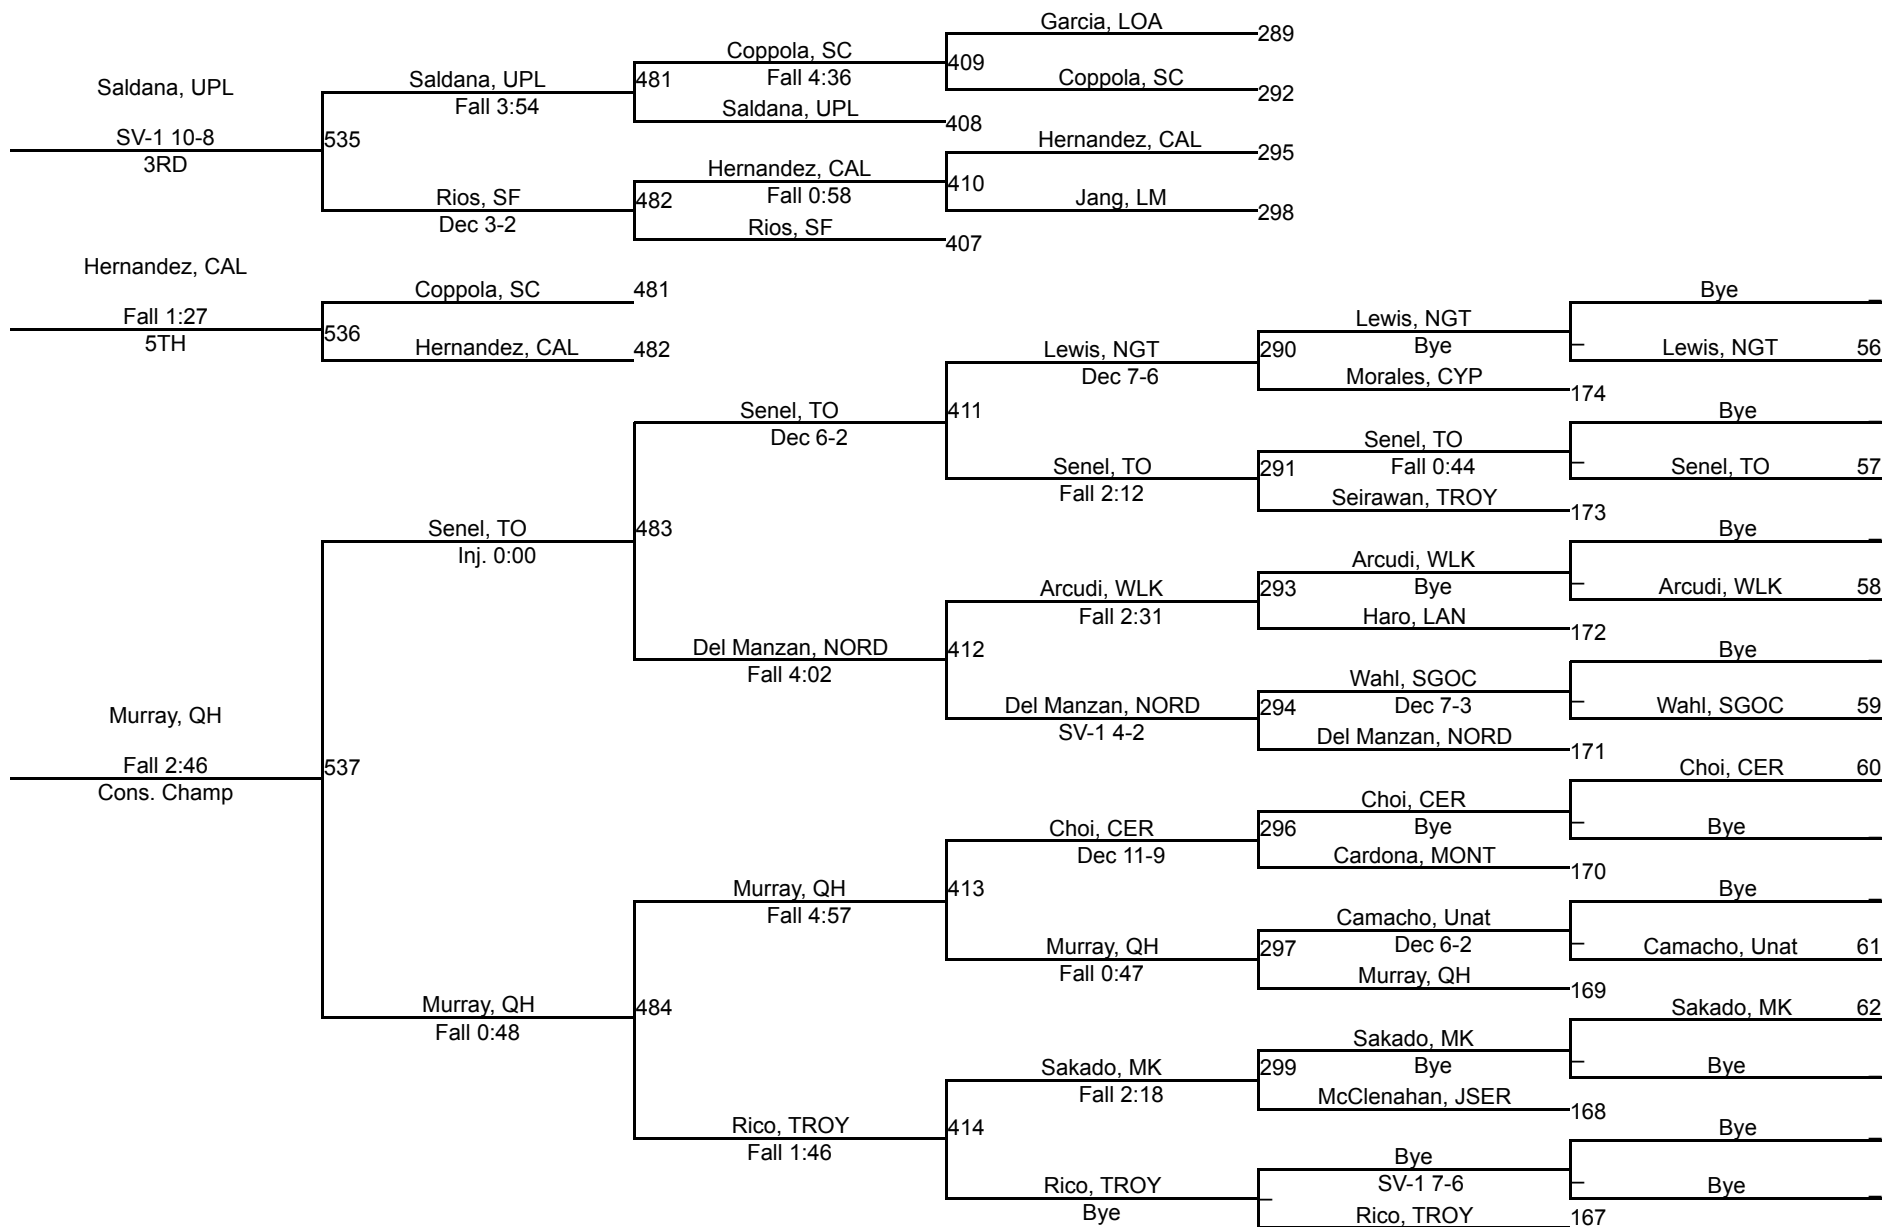 Garcia, LOA
289
Coppola, SC
409
Fall 4:36
Coppola, SC
292
Saldana, UPL
Saldana, UPL
481
Fall 3:54
Saldana, UPL
408
SV-1 10-8
535
3RD
Hernandez, CAL
295
Hernandez, CAL
410
Fall 0:58
Jang, LM
298
Rios, SF
482
Dec 3-2
Rios, SF
407
Hernandez, CAL
Coppola, SC
481
Fall 1:27
536
5TH
Hernandez, CAL
482
Bye
Lewis, NGT
Lewis, NGT
290
Bye
Lewis, NGT
56
Dec 7-6
Morales, CYP
174
Senel, TO
411
Dec 6-2
Bye
Senel, TO
Senel, TO
291
Fall 0:44
Senel, TO
57
Fall 2:12
Seirawan, TROY
173
Senel, TO
483
Inj. 0:00
Bye
Arcudi, WLK
Arcudi, WLK
293
Bye
Arcudi, WLK
58
Fall 2:31
Haro, LAN
172
Del Manzan, NORD
412
Fall 4:02
Bye
Wahl, SGOC
Del Manzan, NORD
294
Dec 7-3
Wahl, SGOC
59
SV-1 4-2
Del Manzan, NORD
171
Murray, QH
Fall 2:46
537
Cons. Champ
Choi, CER
60
Choi, CER
Choi, CER
296
Bye
Bye
Dec 11-9
Cardona, MONT
170
Murray, QH
413
Fall 4:57
Bye
Camacho, Unat
Murray, QH
297
Dec 6-2
Camacho, Unat
61
Fall 0:47
Murray, QH
169
Murray, QH
484
Fall 0:48
Sakado, MK
62
Sakado, MK
Sakado, MK
299
Bye
Bye
Fall 2:18
McClenahan, JSER
168
Rico, TROY
414
Fall 1:46
Bye
Bye
Rico, TROY
SV-1 7-6
Bye
Bye
Rico, TROY
167